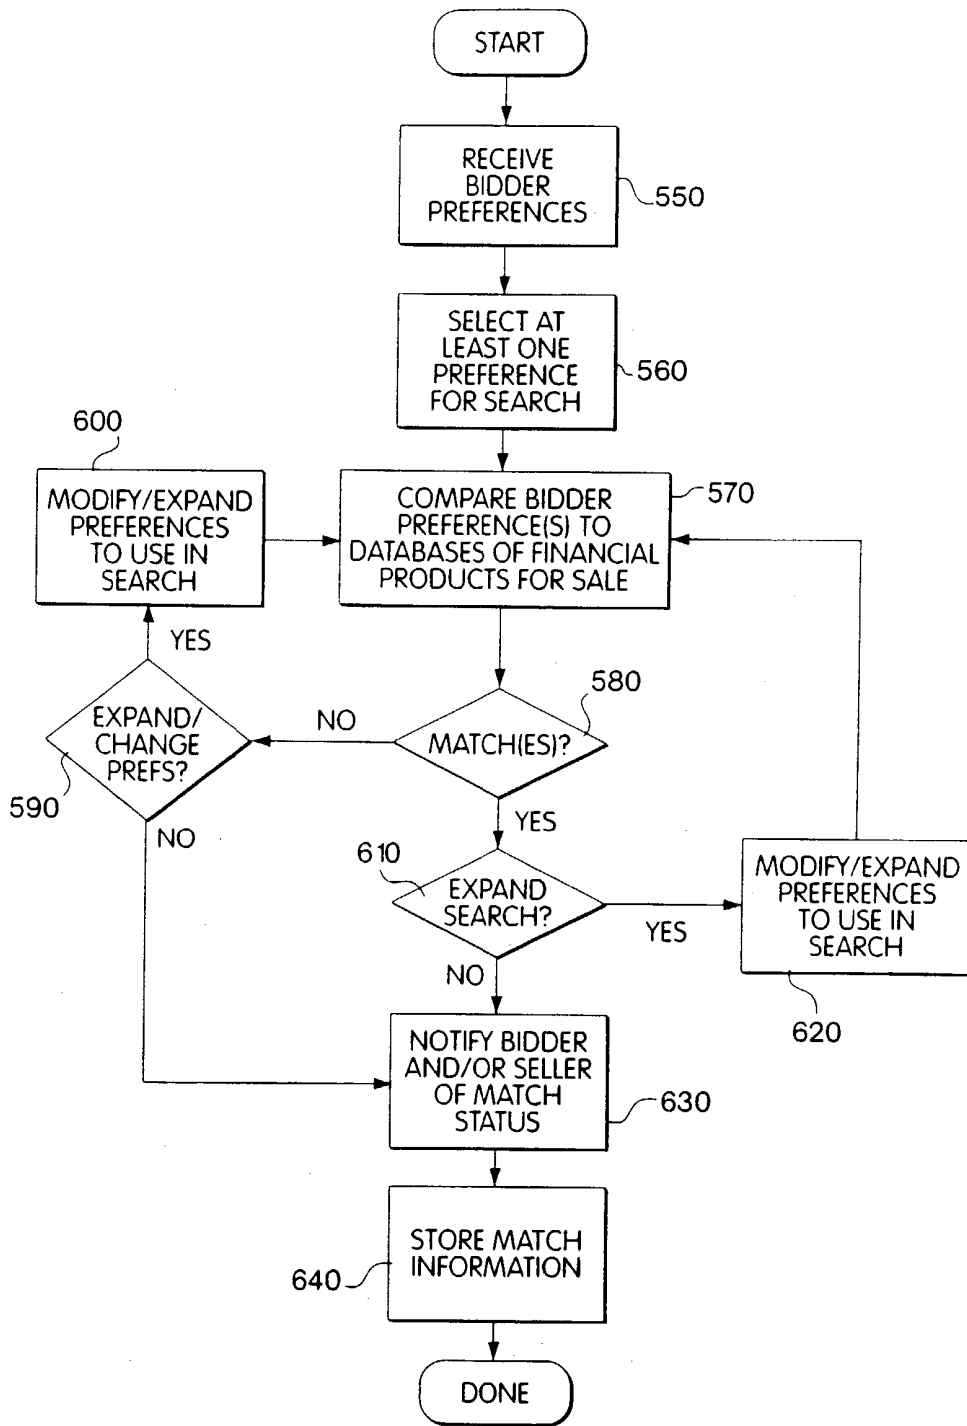 START
RECEIVE
BIDDER
PREFERENCES
550
SELECT AT
LEAST ONE
PREFERENCE
FOR SEARCH
560
600
MODIFY/EXPAND
PREFERENCES
TO USE IN
SEARCH
COMPARE BIDDER
PREFERENCE(S) TO
DATABASES OF FINANCIAL
PRODUCTS FOR SALE
570
YES
EXPAND/
CHANGE
PREFS?
590
NO
NO
MATCH(ES)?
580
YES
610
EXPAND
SEARCH?
YES
NO
MODIFY/EXPAND
PREFERENCES
TO USE IN
SEARCH
620
NOTIFY BIDDER
AND/OR SELLER
OF MATCH
STATUS
630
STORE MATCH
INFORMATION
640
DONE